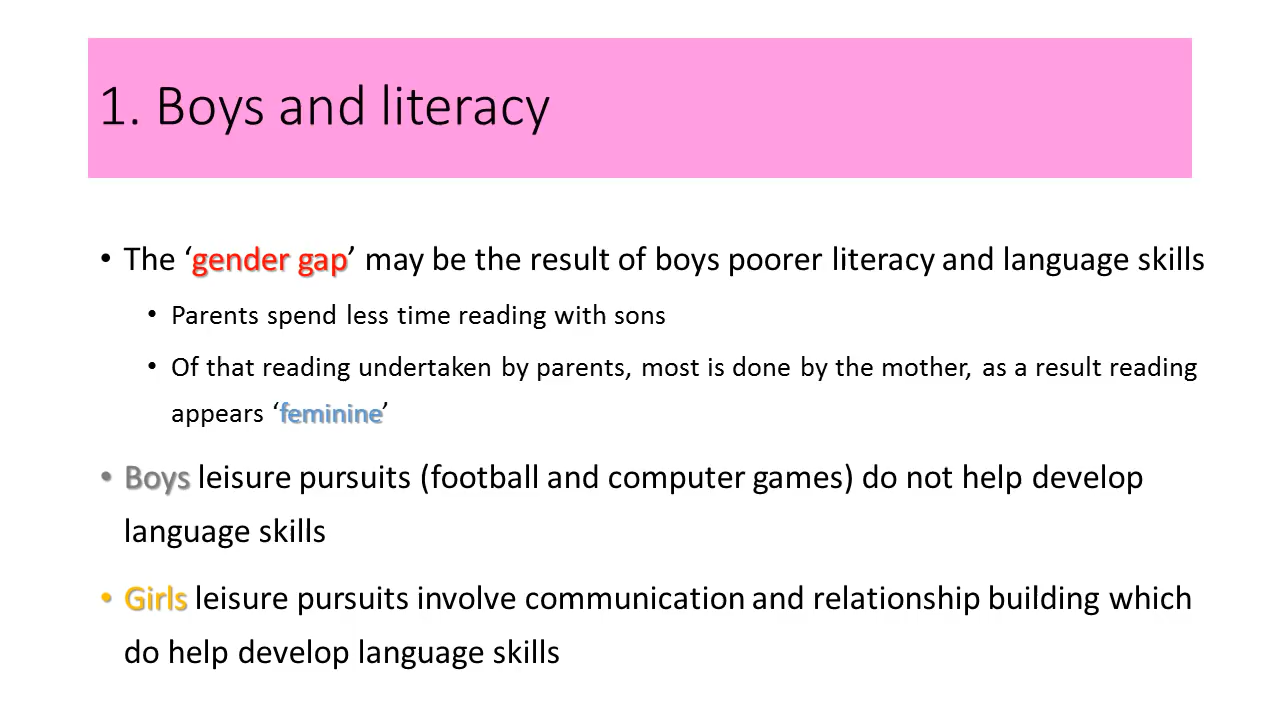 1. Boys and literacy
• The ‘gender gap’ may be the result of boys poorer literacy and language skills
• Parents spend less time reading with sons
• Of that reading undertaken by parents, most is done by the mother, as a result reading
appears ‘feminine’
• Boys leisure pursuits (football and computer games) do not help develop
language skills
• Girls leisure pursuits involve communication and relationship building which
do help develop language skills